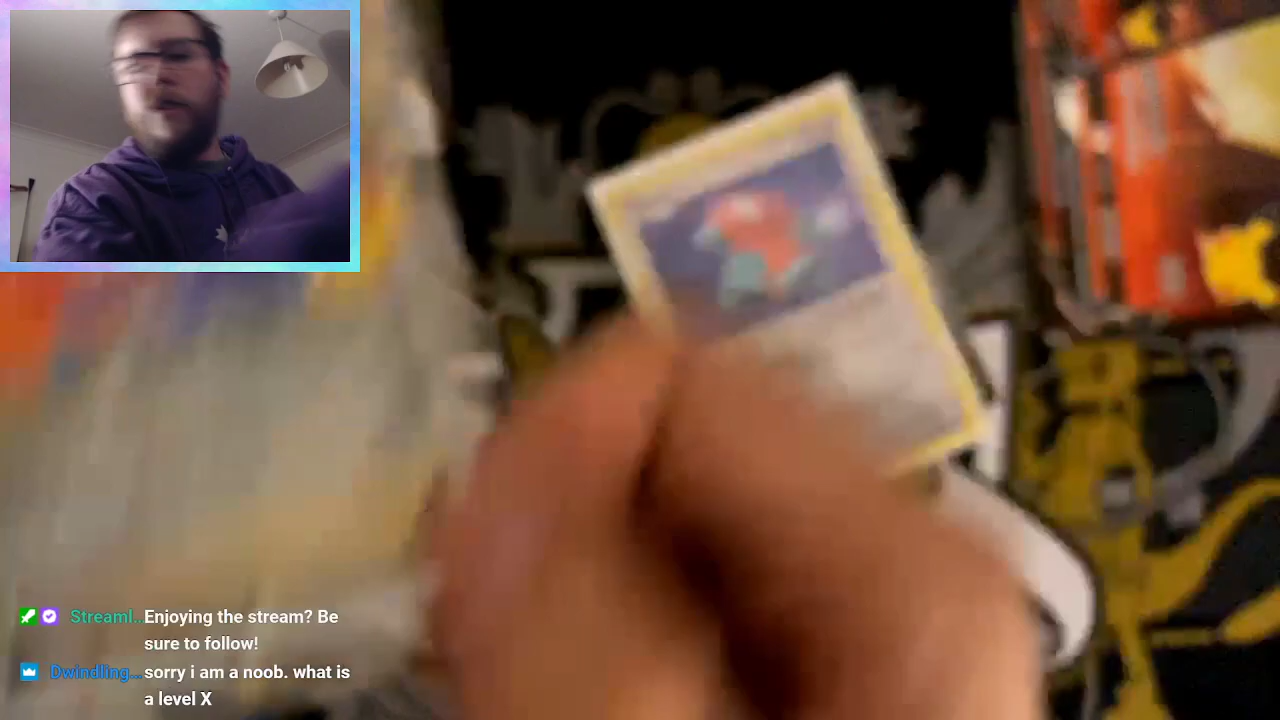 Streaml... Enjoying the stream? Be
sure to follow!
Dwindling... sorry i am a noob. what is
a level X